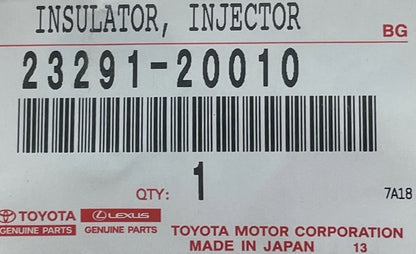 INSULATOR, INJECTOR
BG
23291-20010
QTY: 1
7A18
TOYOTA LEXUS
GENUINE PARTS GENUINE PARTS
TOYOTA MOTOR CORPORATION
MADE IN JAPAN 13